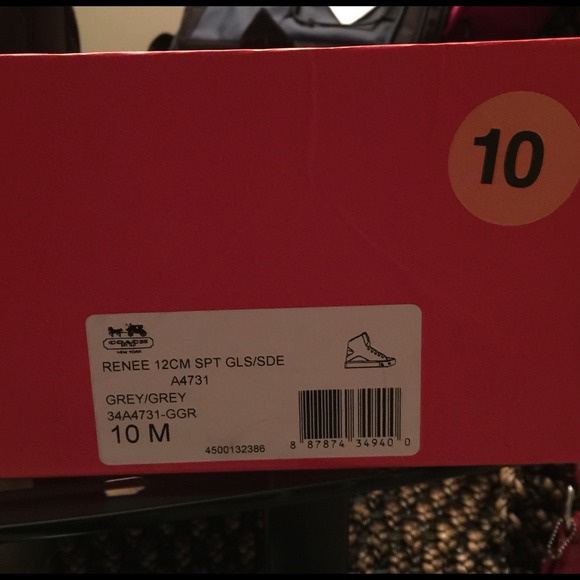 10
COACH
NEW YORK
RENEE 12CM SPT GLS/SDE
A4731
GREY/GREY
34A4731-GGR
10 M
4500132386
8 87874 34940 0